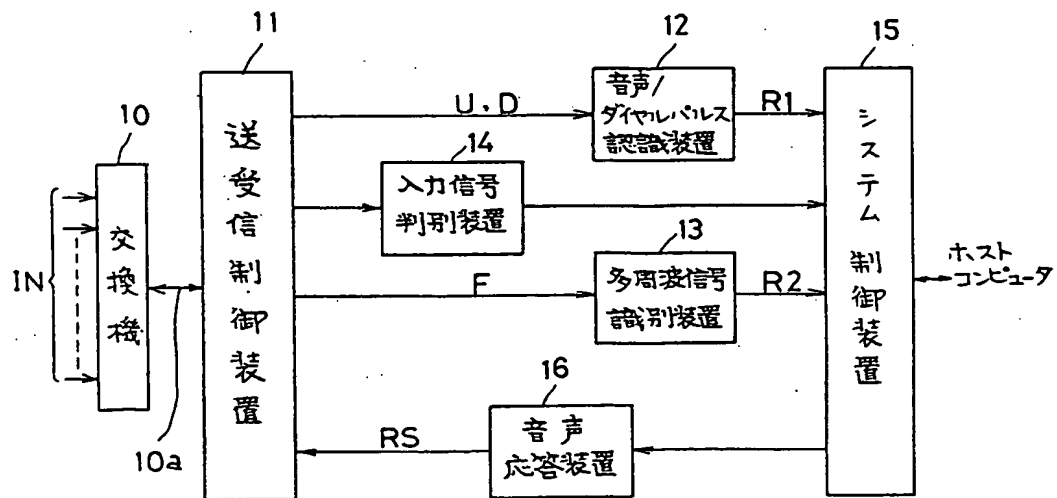 11
12
15
音声/
ダイヤルパルス
認識装置
U,D
R1
10
14
送受信制御装置
システム制御装置
入力信号
判別装置
IN
交換機
13
F
多周波信号
識別装置
R2
ホスト
コンピュータ
16
10a
RS
音声
応答装置